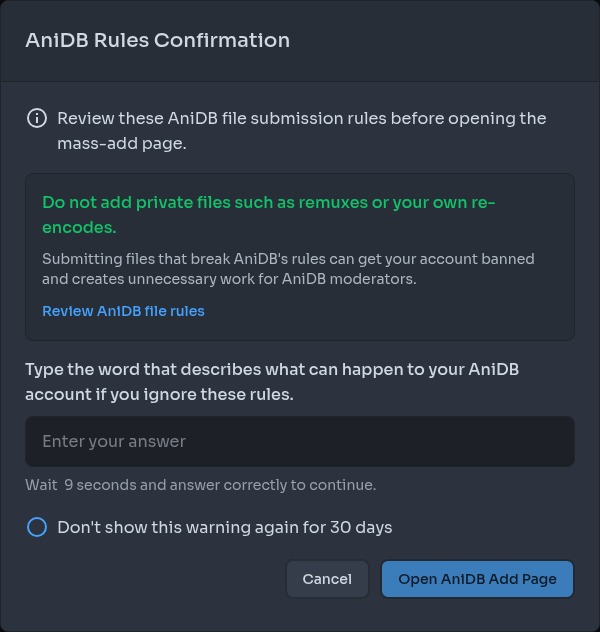 AniDB Rules Confirmation
Review these AniDB file submission rules before opening the
mass-add page.
Do not add private files such as remuxes or your own re-
encodes.
Submitting files that break AniDB's rules can get your account banned
and creates unnecessary work for AniDB moderators.
Review AniDB file rules
Type the word that describes what can happen to your AniDB
account if you ignore these rules.
Enter your answer
Wait 9 seconds and answer correctly to continue.
Don't show this warning again for 30 days
Cancel
Open AniDB Add Page